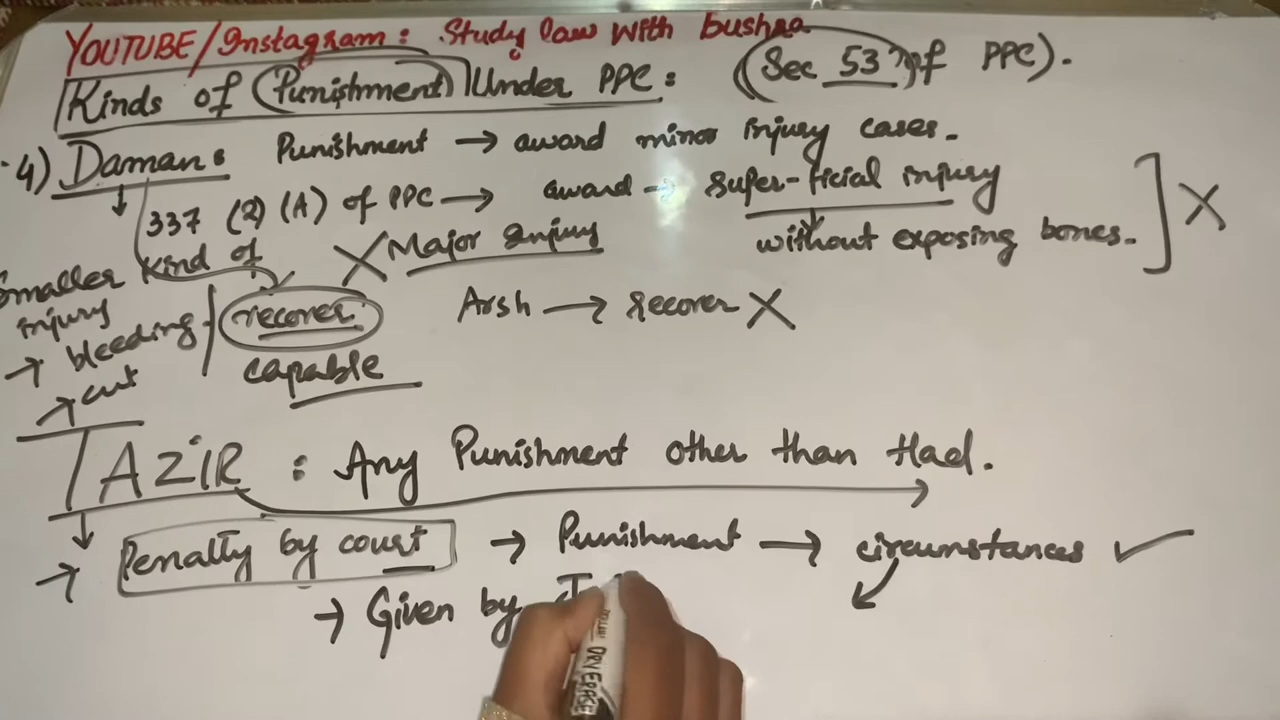 YOUTUBE/Instagram: Study law with bushra
Kinds of Punishment Under PPC: (Sec 53 of PPC).
4) Daman: Punishment → award minor injury cases.
337 (2) (A) of PPC → award → super-ficial injury
without exposing bones. ] X
X Major Injury
Smaller kind of
injury
→ bleeding
→ cut
recover
capable
Arsh → recover X
TAZIR : Any Punishment other than Had.
→ Penalty by court → Punishment → circumstances ✓
→ Given by
DRY ERASE